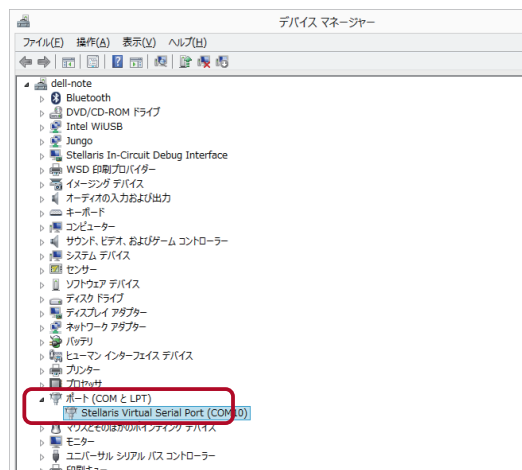 デバイス マネージャー
ファイル(F) 操作(A) 表示(V) ヘルプ(H)
dell-note
Bluetooth
DVD/CD-ROM ドライブ
Intel WiUSB
Jungo
Stellaris In-Circuit Debug Interface
WSD 印刷プロバイダー
イメージング デバイス
オーディオの入力および出力
キーボード
コンピューター
サウンド、ビデオ、およびゲーム コントローラー
システム デバイス
センサー
ソフトウェア デバイス
ディスク ドライブ
ディスプレイ アダプター
ネットワーク アダプター
バッテリ
ヒューマン インターフェイス デバイス
プリンター
プロセッサ
ポート (COM と LPT)
Stellaris Virtual Serial Port (COM10)
マウスとそのほかのポインティング デバイス
モニター
ユニバーサル シリアル バス コントローラー
印刷キュー